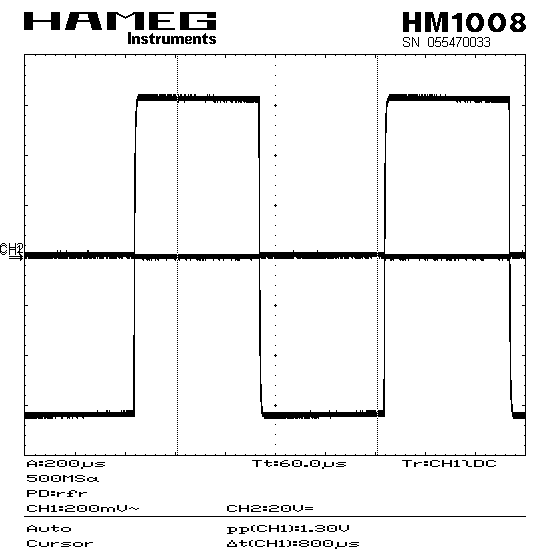 HAMEG HM1008
Instruments SN 055470033
A:200µs Tt:60.0µs Tr:CH1~DC
500MSa
PD:rfr
CH1:200mV~ CH2:20V=
Auto pp(CH1):1.30V
Cursor Δt(CH1):800µs